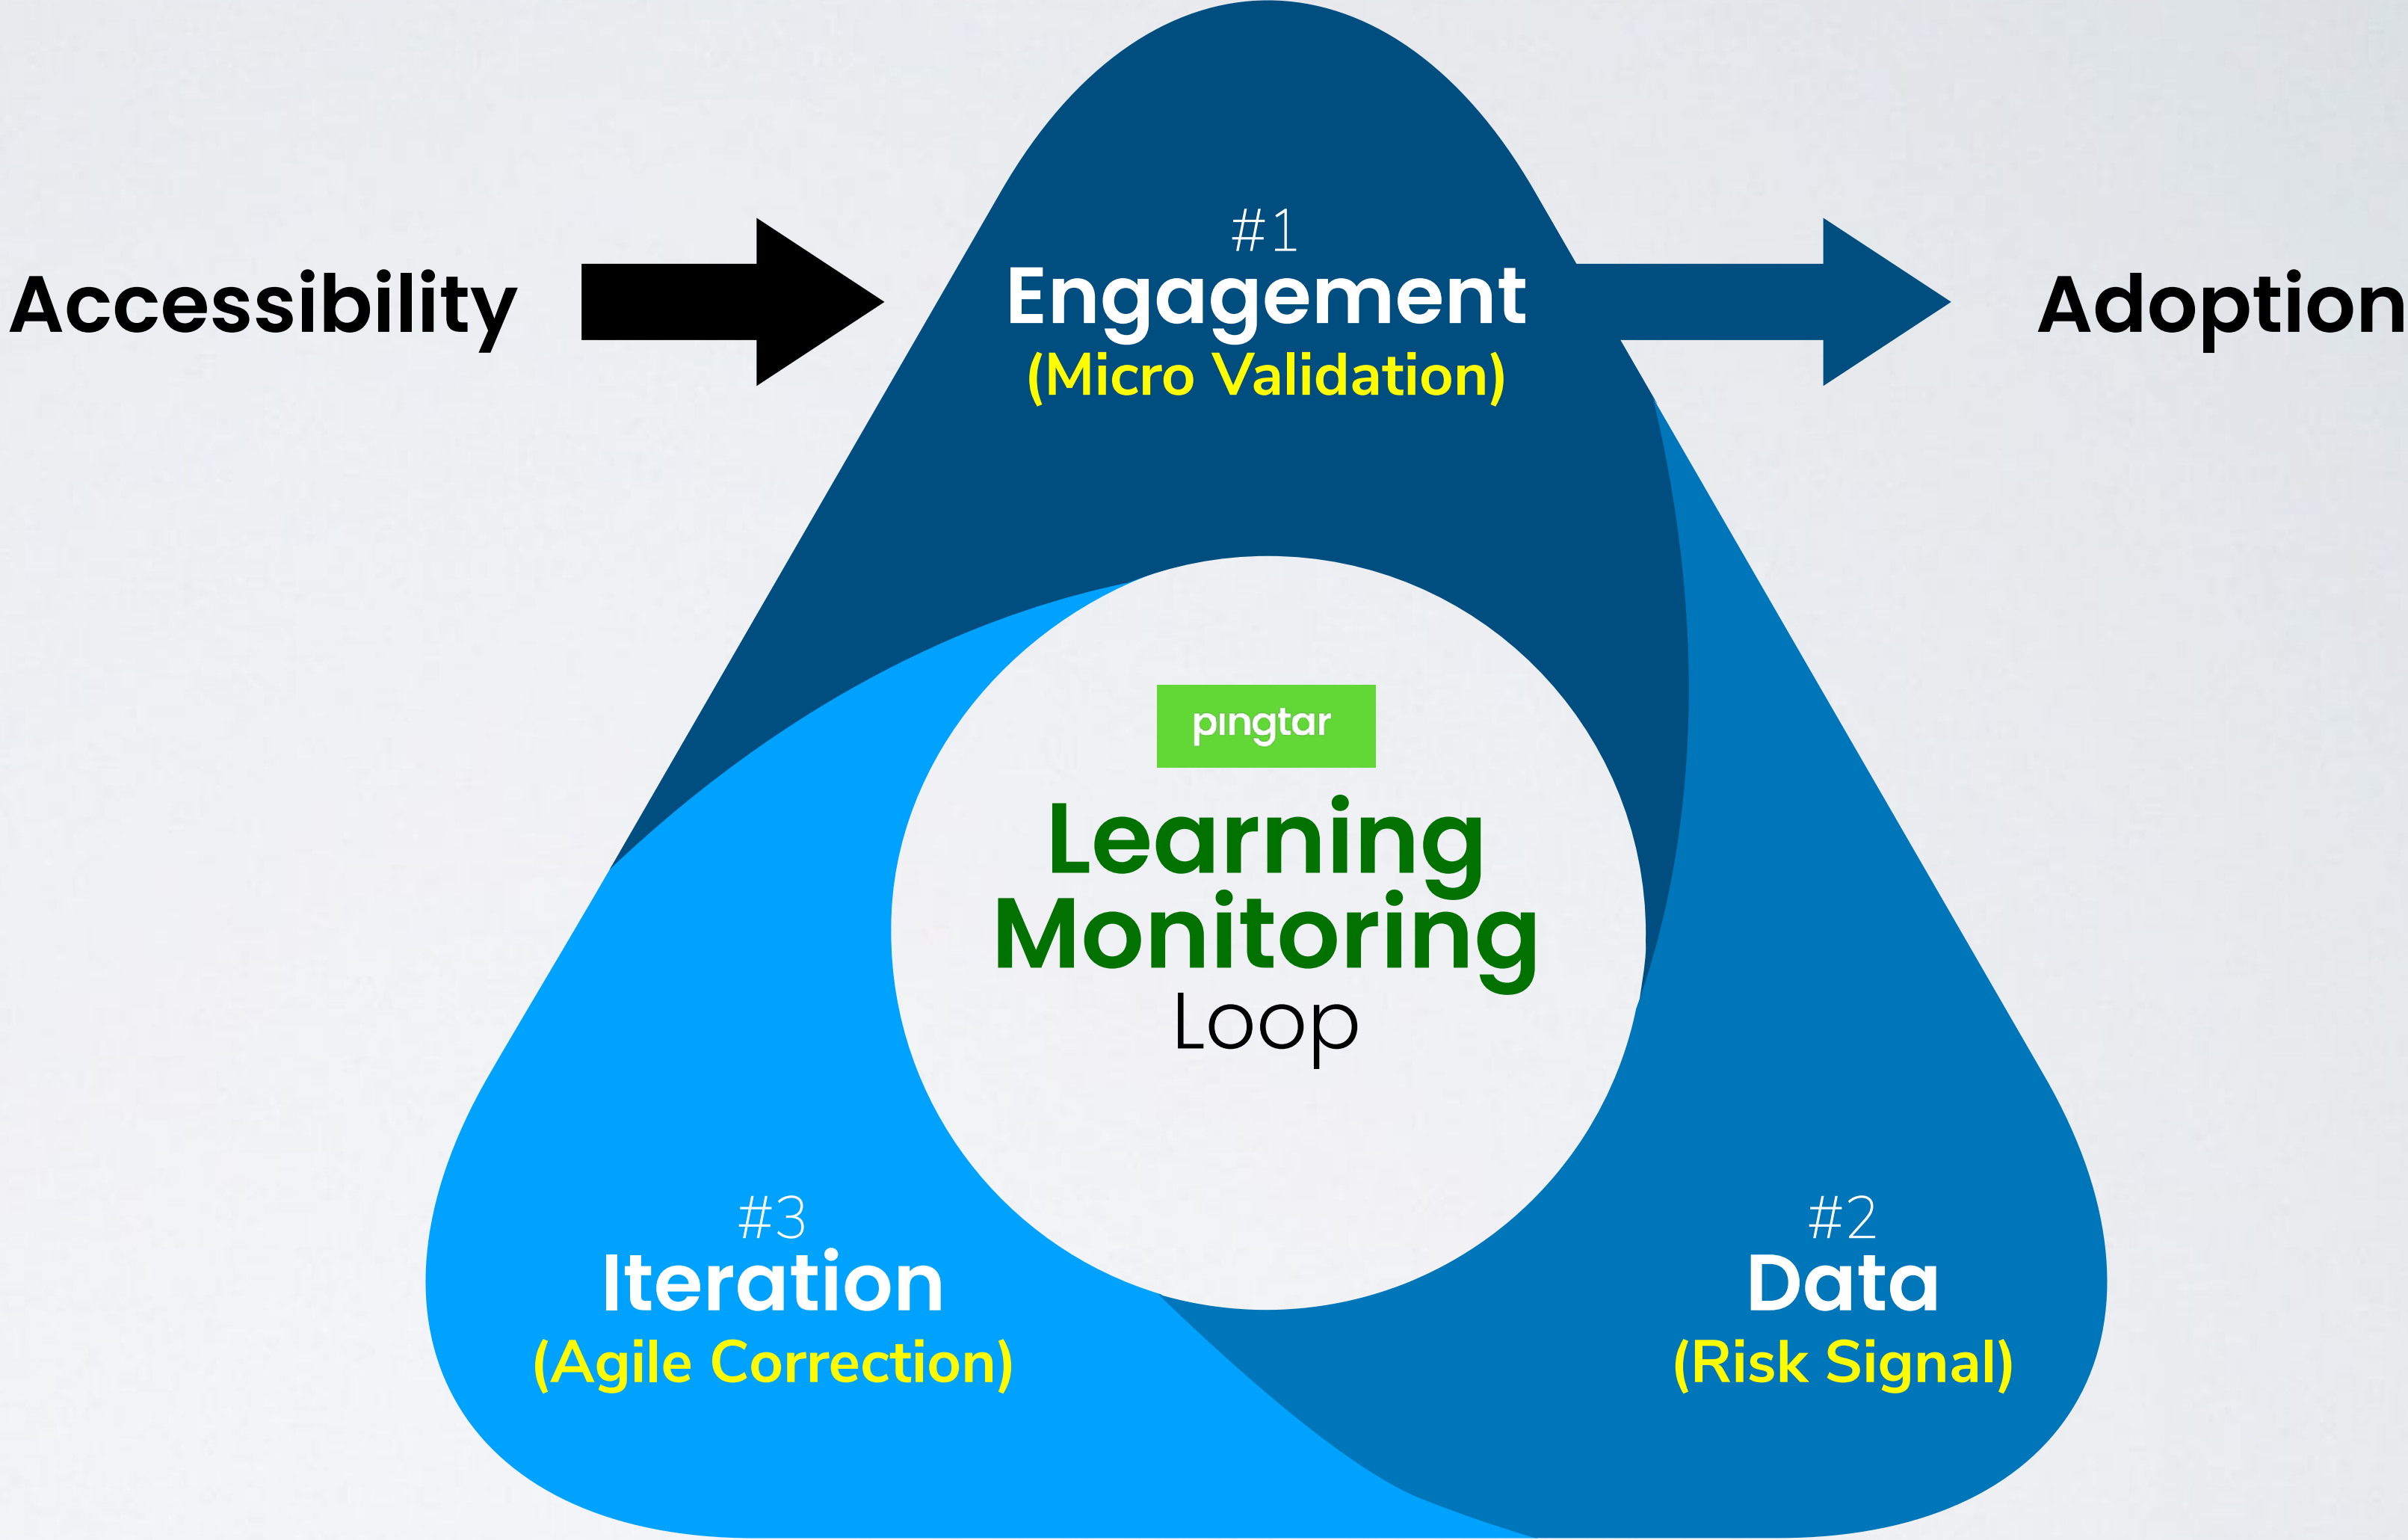 #1
Accessibility
Engagement
Adoption
(Micro Validation)
pingtar
Learning
Monitoring
Loop
#3
Iteration
(Agile Correction)
#2
Data
(Risk Signal)